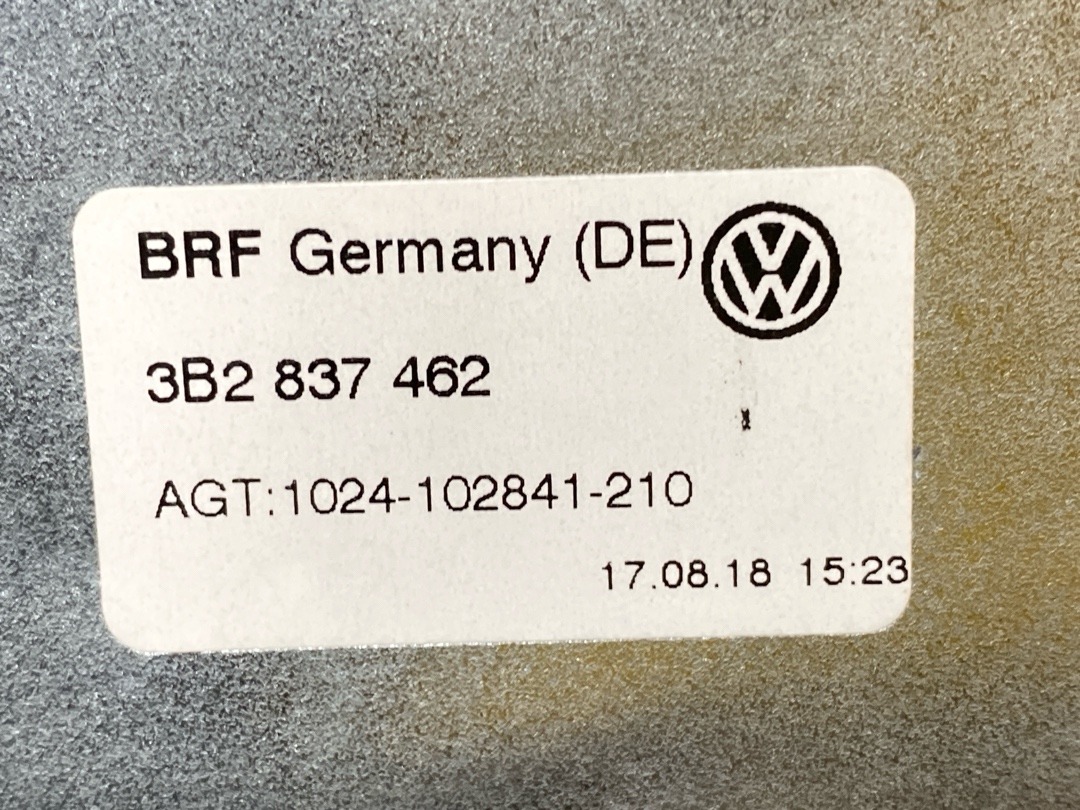 BRF Germany (DE)
3B2 837 462
AGT:1024-102841-210
17.08.18 15:23